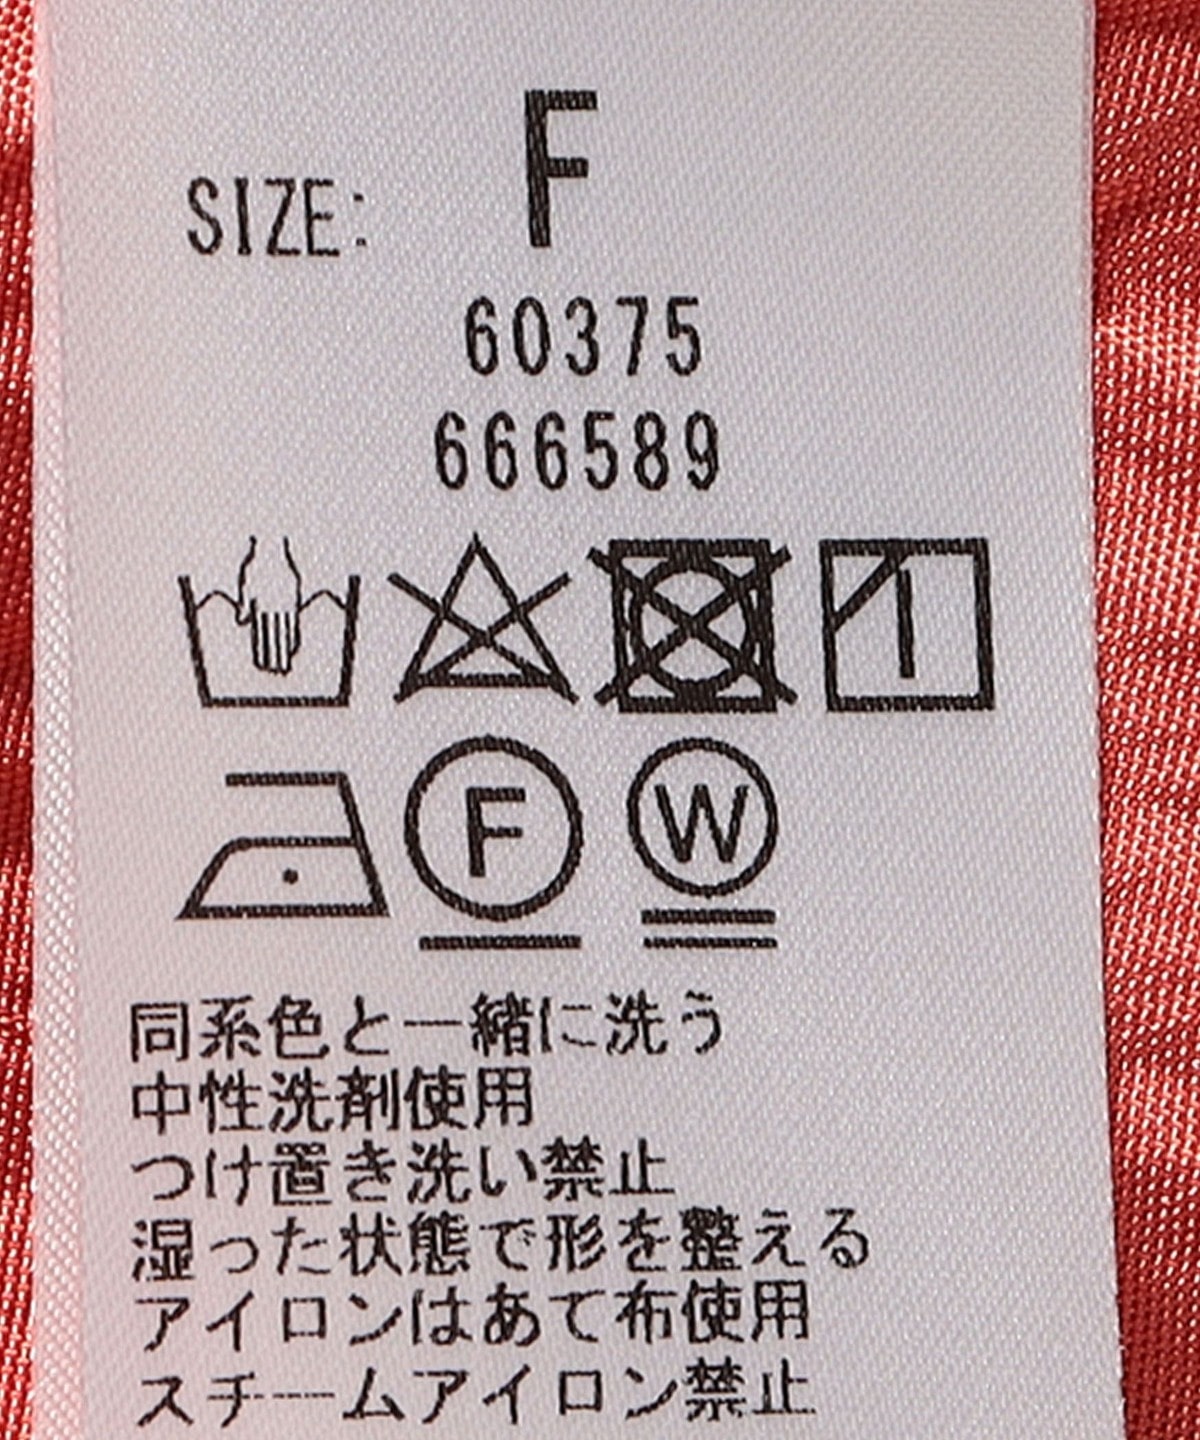 SIZE: F
60375
666589
F W
同系色と一緒に洗う
中性洗剤使用
つけ置き洗い禁止
湿った状態で形を整える
アイロンはあて布使用
スチームアイロン禁止